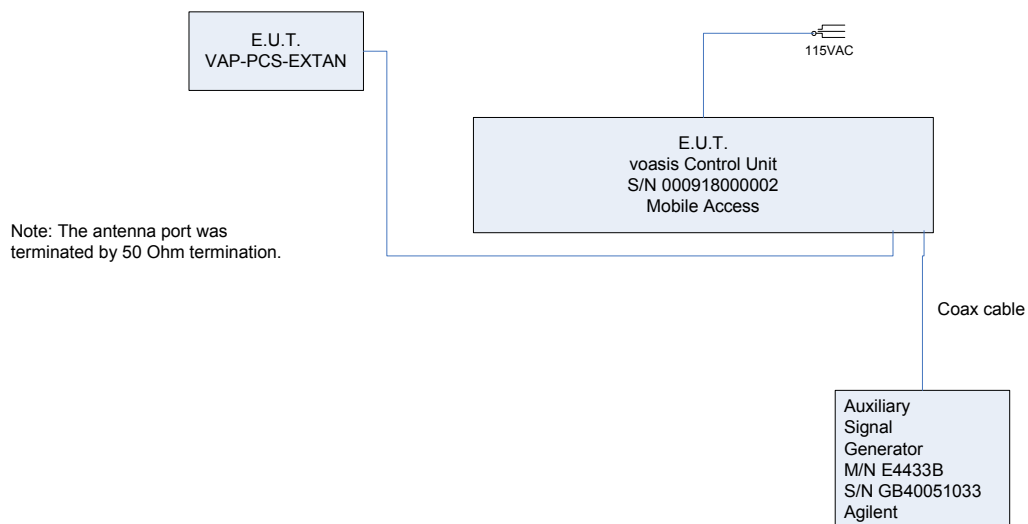 E.U.T.
VAP-PCS-EXTAN
115VAC
E.U.T.
voasis Control Unit
S/N 000918000002
Mobile Access
Note: The antenna port was
terminated by 50 Ohm termination.
Coax cable
Auxiliary
Signal
Generator
M/N E4433B
S/N GB40051033
Agilent